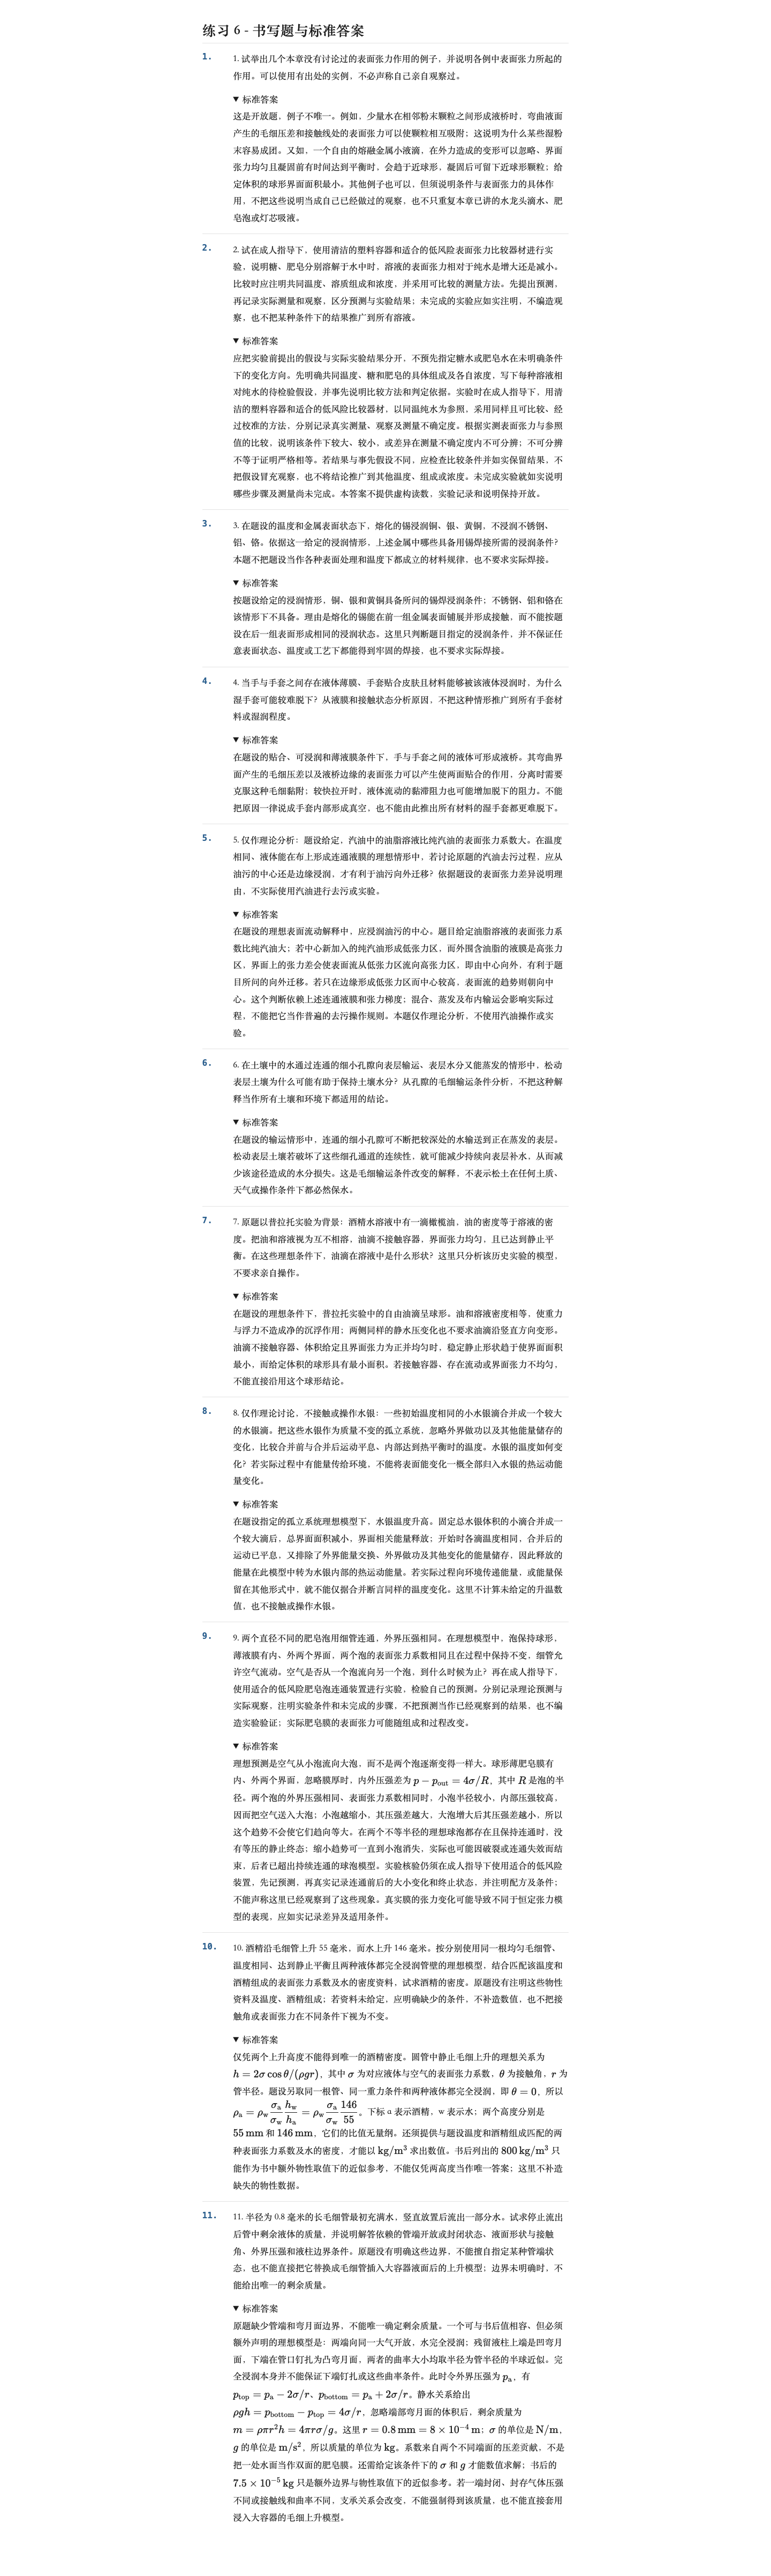 练习 6 - 书写题与标准答案
1.
1. 试举出几个本章没有讨论过的表面张力作用的例子，并说明各例中表面张力所起的
作用。可以使用有出处的实例，不必声称自己亲自观察过。
▼ 标准答案
这是开放题，例子不唯一。例如，少量水在相邻粉末颗粒之间形成液桥时，弯曲液面
产生的毛细压差和接触线处的表面张力可以使颗粒相互吸附；这说明为什么某些湿粉
末容易成团。又如，一个自由的熔融金属小液滴，在外力造成的变形可以忽略、界面
张力均匀且凝固前有时间达到平衡时，会趋于近球形，凝固后可留下近球形颗粒；给
定体积的球形界面面积最小。其他例子也可以，但须说明条件与表面张力的具体作
用，不把这些说明当成自己已经做过的观察，也不只重复本章已讲的水龙头滴水、肥
皂泡或灯芯吸液。
2.
2. 试在成人指导下，使用清洁的塑料容器和适合的低风险表面张力比较器材进行实
验，说明糖、肥皂分别溶解于水中时，溶液的表面张力相对于纯水是增大还是减小。
比较时应注明共同温度、溶质组成和浓度，并采用可比较的测量方法。先提出预测，
再记录实际测量和观察，区分预测与实验结果；未完成的实验应如实注明，不编造观
察，也不把某种条件下的结果推广到所有溶液。
▼ 标准答案
应把实验前提出的假设与实际实验结果分开，不预先指定糖水或肥皂水在未明确条件
下的变化方向。先明确共同温度、糖和肥皂的具体组成及各自浓度，写下每种溶液相
对纯水的待检验假设，并事先说明比较方法和判定依据。实验时在成人指导下，用清
洁的塑料容器和适合的低风险比较器材，以同温纯水为参照，采用同样且可比较、经
过校准的方法，分别记录真实测量、观察及测量不确定度。根据实测表面张力与参照
值的比较，说明该条件下较大、较小，或差异在测量不确定度内不可分辨；不可分辨
不等于证明严格相等。若结果与事先假设不同，应检查比较条件并如实保留结果，不
把假设冒充观察，也不将结论推广到其他温度、组成或浓度。未完成实验就如实说明
哪些步骤及测量尚未完成。本答案不提供虚构读数，实验记录和说明保持开放。
3.
3. 在题设的温度和金属表面状态下，熔化的锡浸润铜、银、黄铜，不浸润不锈钢、
铝、铬。依据这一给定的浸润情形，上述金属中哪些具备用锡焊接所需的浸润条件？
本题不把题设当作各种表面处理和温度下都成立的材料规律，也不要求实际焊接。
▼ 标准答案
按题设给定的浸润情形，铜、银和黄铜具备所问的锡焊浸润条件；不锈钢、铝和铬在
该情形下不具备。理由是熔化的锡能在前一组金属表面铺展并形成接触，而不能按题
设在后一组表面形成相同的浸润状态。这里只判断题目指定的浸润条件，并不保证任
意表面状态、温度或工艺下都能得到牢固的焊接，也不要求实际焊接。
4.
4. 当手与手套之间存在液体薄膜、手套贴合皮肤且材料能够被该液体浸润时，为什么
湿手套可能较难脱下？从液膜和接触状态分析原因，不把这种情形推广到所有手套材
料或湿润程度。
▼ 标准答案
在题设的贴合、可浸润和薄液膜条件下，手与手套之间的液体可形成液桥。其弯曲界
面产生的毛细压差以及液桥边缘的表面张力可以产生使两面贴合的作用，分离时需要
克服这种毛细黏附；较快拉开时，液体流动的黏滞阻力也可能增加脱下的阻力。不能
把原因一律说成手套内部形成真空，也不能由此推出所有材料的湿手套都更难脱下。
5.
5. 仅作理论分析：题设给定，汽油中的油脂溶液比纯汽油的表面张力系数大。在温度
相同、液体能在布上形成连通液膜的理想情形中，若讨论原题的汽油去污过程，应从
油污的中心还是边缘浸润，才有利于油污向外迁移？依据题设的表面张力差异说明理
由，不实际使用汽油进行去污或实验。
▼ 标准答案
在题设的理想表面流动解释中，应浸润油污的中心。题目给定油脂溶液的表面张力系
数比纯汽油大；若中心新加入的纯汽油形成低张力区，而外围含油脂的液膜是高张力
区，界面上的张力差会使表面流从低张力区流向高张力区，即由中心向外，有利于题
目所问的向外迁移。若只在边缘形成低张力区而中心较高，表面流的趋势则朝向中
心。这个判断依赖上述连通液膜和张力梯度；混合、蒸发及布内输运会影响实际过
程，不能把它当作普遍的去污操作规则。本题仅作理论分析，不使用汽油操作或实
验。
6.
6. 在土壤中的水通过连通的细小孔隙向表层输运、表层水分又能蒸发的情形中，松动
表层土壤为什么可能有助于保持土壤水分？从孔隙的毛细输运条件分析，不把这种解
释当作所有土壤和环境下都适用的结论。
▼ 标准答案
在题设的输运情形中，连通的细小孔隙可不断把较深处的水输送到正在蒸发的表层。
松动表层土壤若破坏了这些细孔通道的连续性，就可能减少持续向表层补水，从而减
少该途径造成的水分损失。这是毛细输运条件改变的解释，不表示松土在任何土质、
天气或操作条件下都必然保水。
7.
7. 原题以普拉托实验为背景：酒精水溶液中有一滴橄榄油，油的密度等于溶液的密
度。把油和溶液视为互不相溶，油滴不接触容器，界面张力均匀，且已达到静止平
衡。在这些理想条件下，油滴在溶液中是什么形状？这里只分析该历史实验的模型，
不要求亲自操作。
▼ 标准答案
在题设的理想条件下，普拉托实验中的自由油滴呈球形。油和溶液密度相等，使重力
与浮力不造成净的沉浮作用；两侧同样的静水压变化也不要求油滴沿竖直方向变形。
油滴不接触容器、体积给定且界面张力为正并均匀时，稳定静止形状趋于使界面面积
最小，而给定体积的球形具有最小面积。若接触容器、存在流动或界面张力不均匀，
不能直接沿用这个球形结论。
8.
8. 仅作理论讨论，不接触或操作水银：一些初始温度相同的小水银滴合并成一个较大
的水银滴。把这些水银作为质量不变的孤立系统，忽略外界做功以及其他能量储存的
变化，比较合并前与合并后运动平息、内部达到热平衡时的温度。水银的温度如何变
化？若实际过程中有能量传给环境，不能将表面能变化一概全部归入水银的热运动能
量变化。
▼ 标准答案
在题设指定的孤立系统理想模型下，水银温度升高。固定总水银体积的小滴合并成一
个较大滴后，总界面面积减小，界面相关能量释放；开始时各滴温度相同，合并后的
运动已平息，又排除了外界能量交换、外界做功及其他变化的能量储存，因此释放的
能量在此模型中转为水银内部的热运动能量。若实际过程向环境传递能量，或能量保
留在其他形式中，就不能仅据合并断言同样的温度变化。这里不计算未给定的升温数
值，也不接触或操作水银。
9.
9. 两个直径不同的肥皂泡用细管连通，外界压强相同。在理想模型中，泡保持球形，
薄液膜有内、外两个界面，两个泡的表面张力系数相同且在过程中保持不变，细管允
许空气流动。空气是否从一个泡流向另一个泡，到什么时候为止？再在成人指导下，
使用适合的低风险肥皂泡连通装置进行实验，检验自己的预测。分别记录理论预测与
实际观察，注明实验条件和未完成的步骤，不把预测当作已经观察到的结果，也不编
造实验验证；实际肥皂膜的表面张力可能随组成和过程改变。
▼ 标准答案
理想预测是空气从小泡流向大泡，而不是两个泡逐渐变得一样大。球形薄肥皂膜有
内、外两个界面，忽略膜厚时，内外压强差为 $p - p_{\text{out}} = 4\sigma/R$，其中 $R$ 是泡的半
径。两个泡的外界压强相同、表面张力系数相同时，小泡半径较小，内部压强较高，
因而把空气送入大泡；小泡越缩小，其压强差越大，大泡增大后其压强差越小，所以
这个趋势不会使它们趋向等大。在两个不等半径的理想球泡都存在且保持连通时，没
有等压的静止终态；缩小趋势可一直到小泡消失，实际也可能因破裂或连通失效而结
束，后者已超出持续连通的球泡模型。实验核验仍须在成人指导下使用适合的低风险
装置，先记预测，再真实记录连通前后的大小变化和终止状态，并注明配方及条件；
不能声称这里已经观察到了这些现象。真实膜的张力变化可能导致不同于恒定张力模
型的表现，应如实记录差异及适用条件。
10.
10. 酒精沿毛细管上升 55 毫米，而水上升 146 毫米。按分别使用同一根均匀毛细管、
温度相同、达到静止平衡且两种液体都完全浸润管壁的理想模型，结合匹配该温度和
酒精组成的表面张力系数及水的密度资料，试求酒精的密度。原题没有注明这些物性
资料及温度、酒精组成；若资料未给定，应明确缺少的条件，不补造数值，也不把接
触角或表面张力在不同条件下视为不变。
▼ 标准答案
仅凭两个上升高度不能得到唯一的酒精密度。圆管中静止毛细上升的理想关系为
$h = 2\sigma \cos\theta/(\rho g r)$，其中 $\sigma$ 为对应液体与空气的表面张力系数，$\theta$ 为接触角，$r$ 为
管半径。题设另取同一根管、同一重力条件和两种液体都完全浸润，即 $\theta = 0$，所以
$\rho_{\text{a}} = \rho_{\text{w}} \dfrac{\sigma_{\text{a}}}{\sigma_{\text{w}}} \dfrac{h_{\text{w}}}{h_{\text{a}}} = \rho_{\text{w}} \dfrac{\sigma_{\text{a}}}{\sigma_{\text{w}}} \dfrac{146}{55}$。下标 a 表示酒精，w 表示水；两个高度分别是
55 mm 和 146 mm，它们的比值无量纲。还须提供与题设温度和酒精组成匹配的两
种表面张力系数及水的密度，才能以 $\text{kg/m}^3$ 求出数值。书后列出的 $800\ \text{kg/m}^3$ 只
能作为书中额外物性取值下的近似参考，不能仅凭两高度当作唯一答案；这里不补造
缺失的物性数据。
11.
11. 半径为 0.8 毫米的长毛细管最初充满水，竖直放置后流出一部分水。试求停止流出
后管中剩余液体的质量，并说明解答依赖的管端开放或封闭状态、液面形状与接触
角、外界压强和液柱边界条件。原题没有明确这些边界，不能擅自指定某种管端状
态，也不能直接把它替换成毛细管插入大容器液面后的上升模型；边界未明确时，不
能给出唯一的剩余质量。
▼ 标准答案
原题缺少管端和弯月面边界，不能唯一确定剩余质量。一个可与书后值相容、但必须
额外声明的理想模型是：两端向同一大气开放，水完全浸润；残留液柱上端是凹弯月
面，下端在管口钉扎为凸弯月面，两者的曲率大小均取半径为管半径的半球近似。完
全浸润本身并不能保证下端钉扎或这些曲率条件。此时令外界压强为 $p_{\text{a}}$，有
$p_{\text{top}} = p_{\text{a}} - 2\sigma/r$、$p_{\text{bottom}} = p_{\text{a}} + 2\sigma/r$。静水关系给出
$\rho g h = p_{\text{bottom}} - p_{\text{top}} = 4\sigma/r$，忽略端部弯月面的体积后，剩余质量为
$m = \rho \pi r^2 h = 4\pi r \sigma/g$。这里 $r = 0.8\ \text{mm} = 8 \times 10^{-4}\ \text{m}$；$\sigma$ 的单位是 N/m，
$g$ 的单位是 $\text{m/s}^2$，所以质量的单位为 kg。系数来自两个不同端面的压差贡献，不是
把一处水面当作双面的肥皂膜。还需给定该条件下的 $\sigma$ 和 $g$ 才能数值求解；书后的
$7.5 \times 10^{-5}\ \text{kg}$ 只是额外边界与物性取值下的近似参考。若一端封闭、封存气体压强
不同或接触线和曲率不同，支承关系会改变，不能强制得到该质量，也不能直接套用
浸入大容器的毛细上升模型。